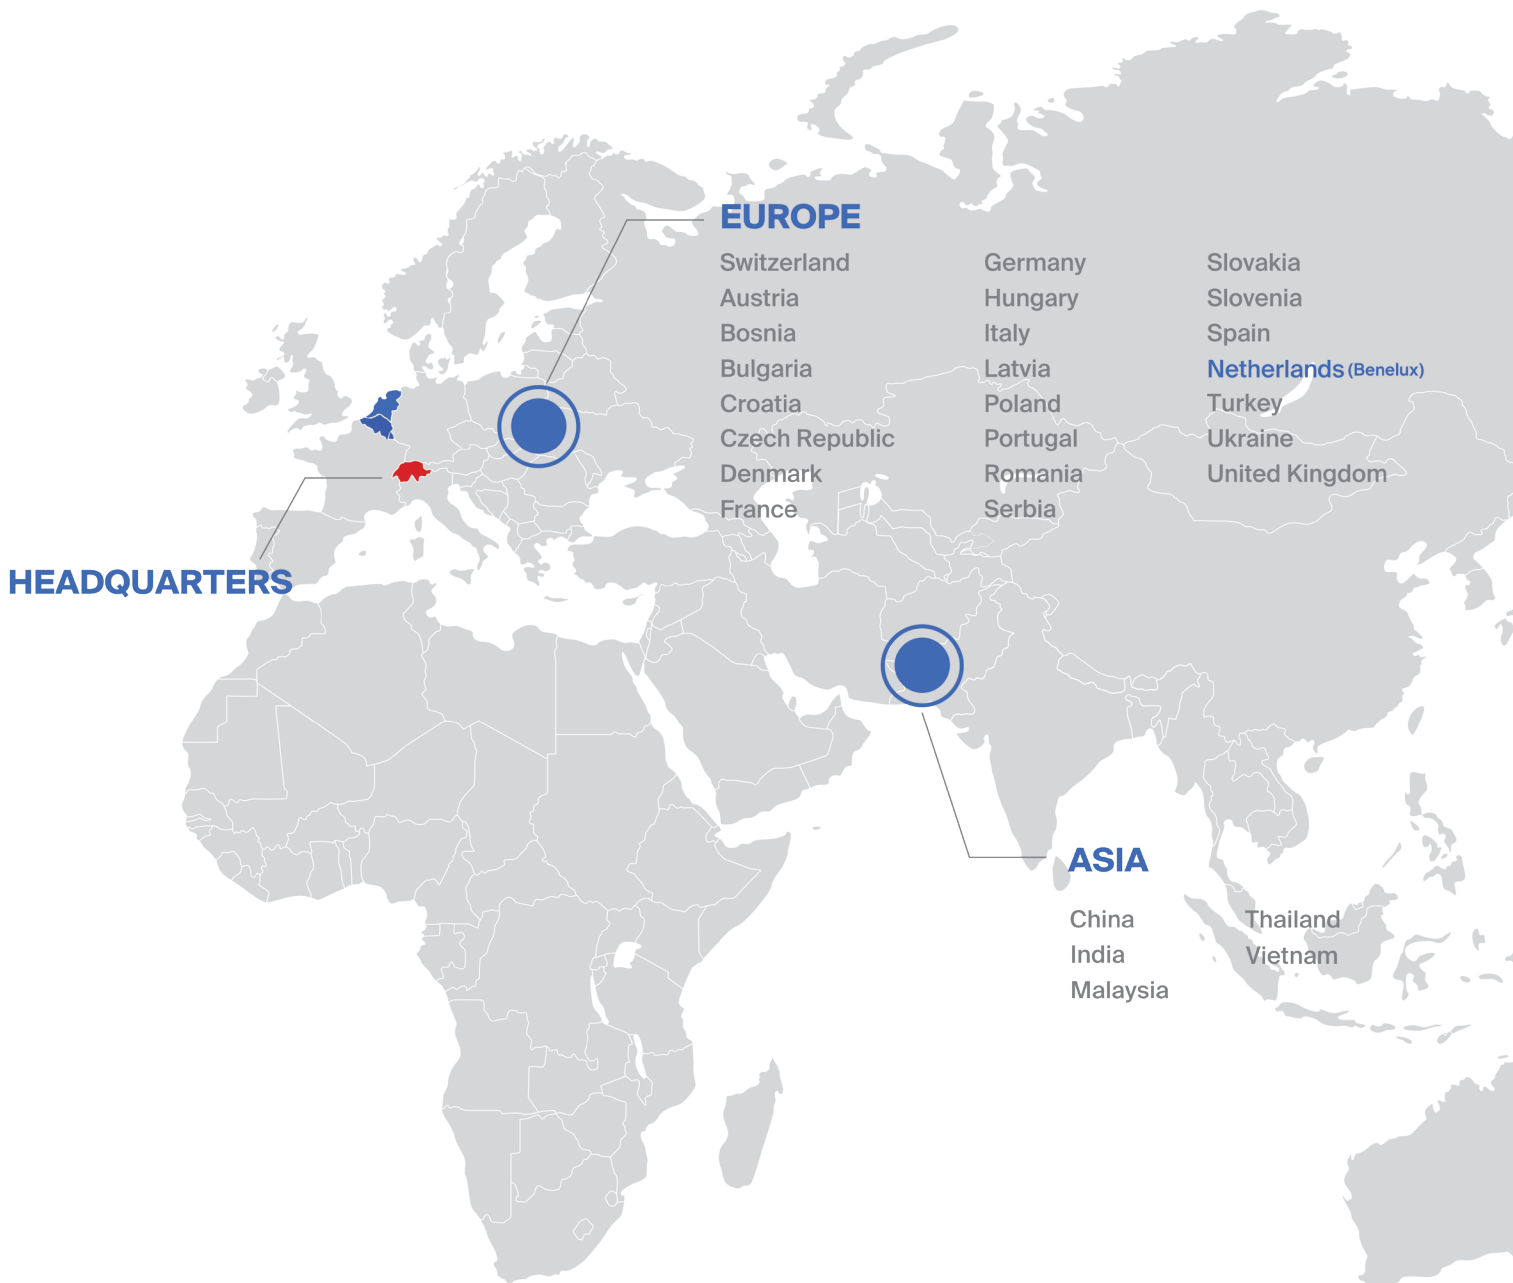 EUROPE
Switzerland
Austria
Bosnia
Bulgaria
Croatia
Czech Republic
Denmark
France
Germany
Hungary
Italy
Latvia
Poland
Portugal
Romania
Serbia
Slovakia
Slovenia
Spain
Netherlands (Benelux)
Turkey
Ukraine
United Kingdom
HEADQUARTERS
ASIA
China
India
Malaysia
Thailand
Vietnam